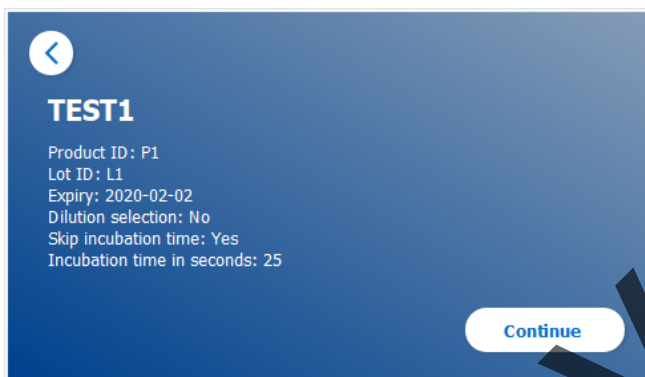 TEST1
Product ID: P1
Lot ID: L1
Expiry: 2020-02-02
Dilution selection: No
Skip incubation time: Yes
Incubation time in seconds: 25
Continue